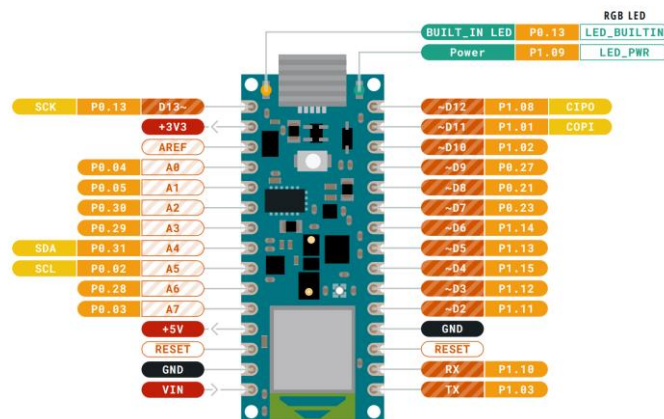 RGB LED
BUILT_IN LED P0.13 LED_BUILTIN
Power P1.09 LED_PWR
SCK P0.13 D13~
+3V3
AREF
P0.04 A0
P0.05 A1
P0.30 A2
P0.29 A3
SDA P0.31 A4
SCL P0.02 A5
P0.28 A6
P0.03 A7
+5V
RESET
GND
VIN
~D12 P1.08 CIPO
~D11 P1.01 COPI
~D10 P1.02
~D9 P0.27
~D8 P0.21
~D7 P0.23
~D6 P1.14
~D5 P1.13
~D4 P1.15
~D3 P1.12
~D2 P1.11
GND
RESET
RX P1.10
TX P1.03